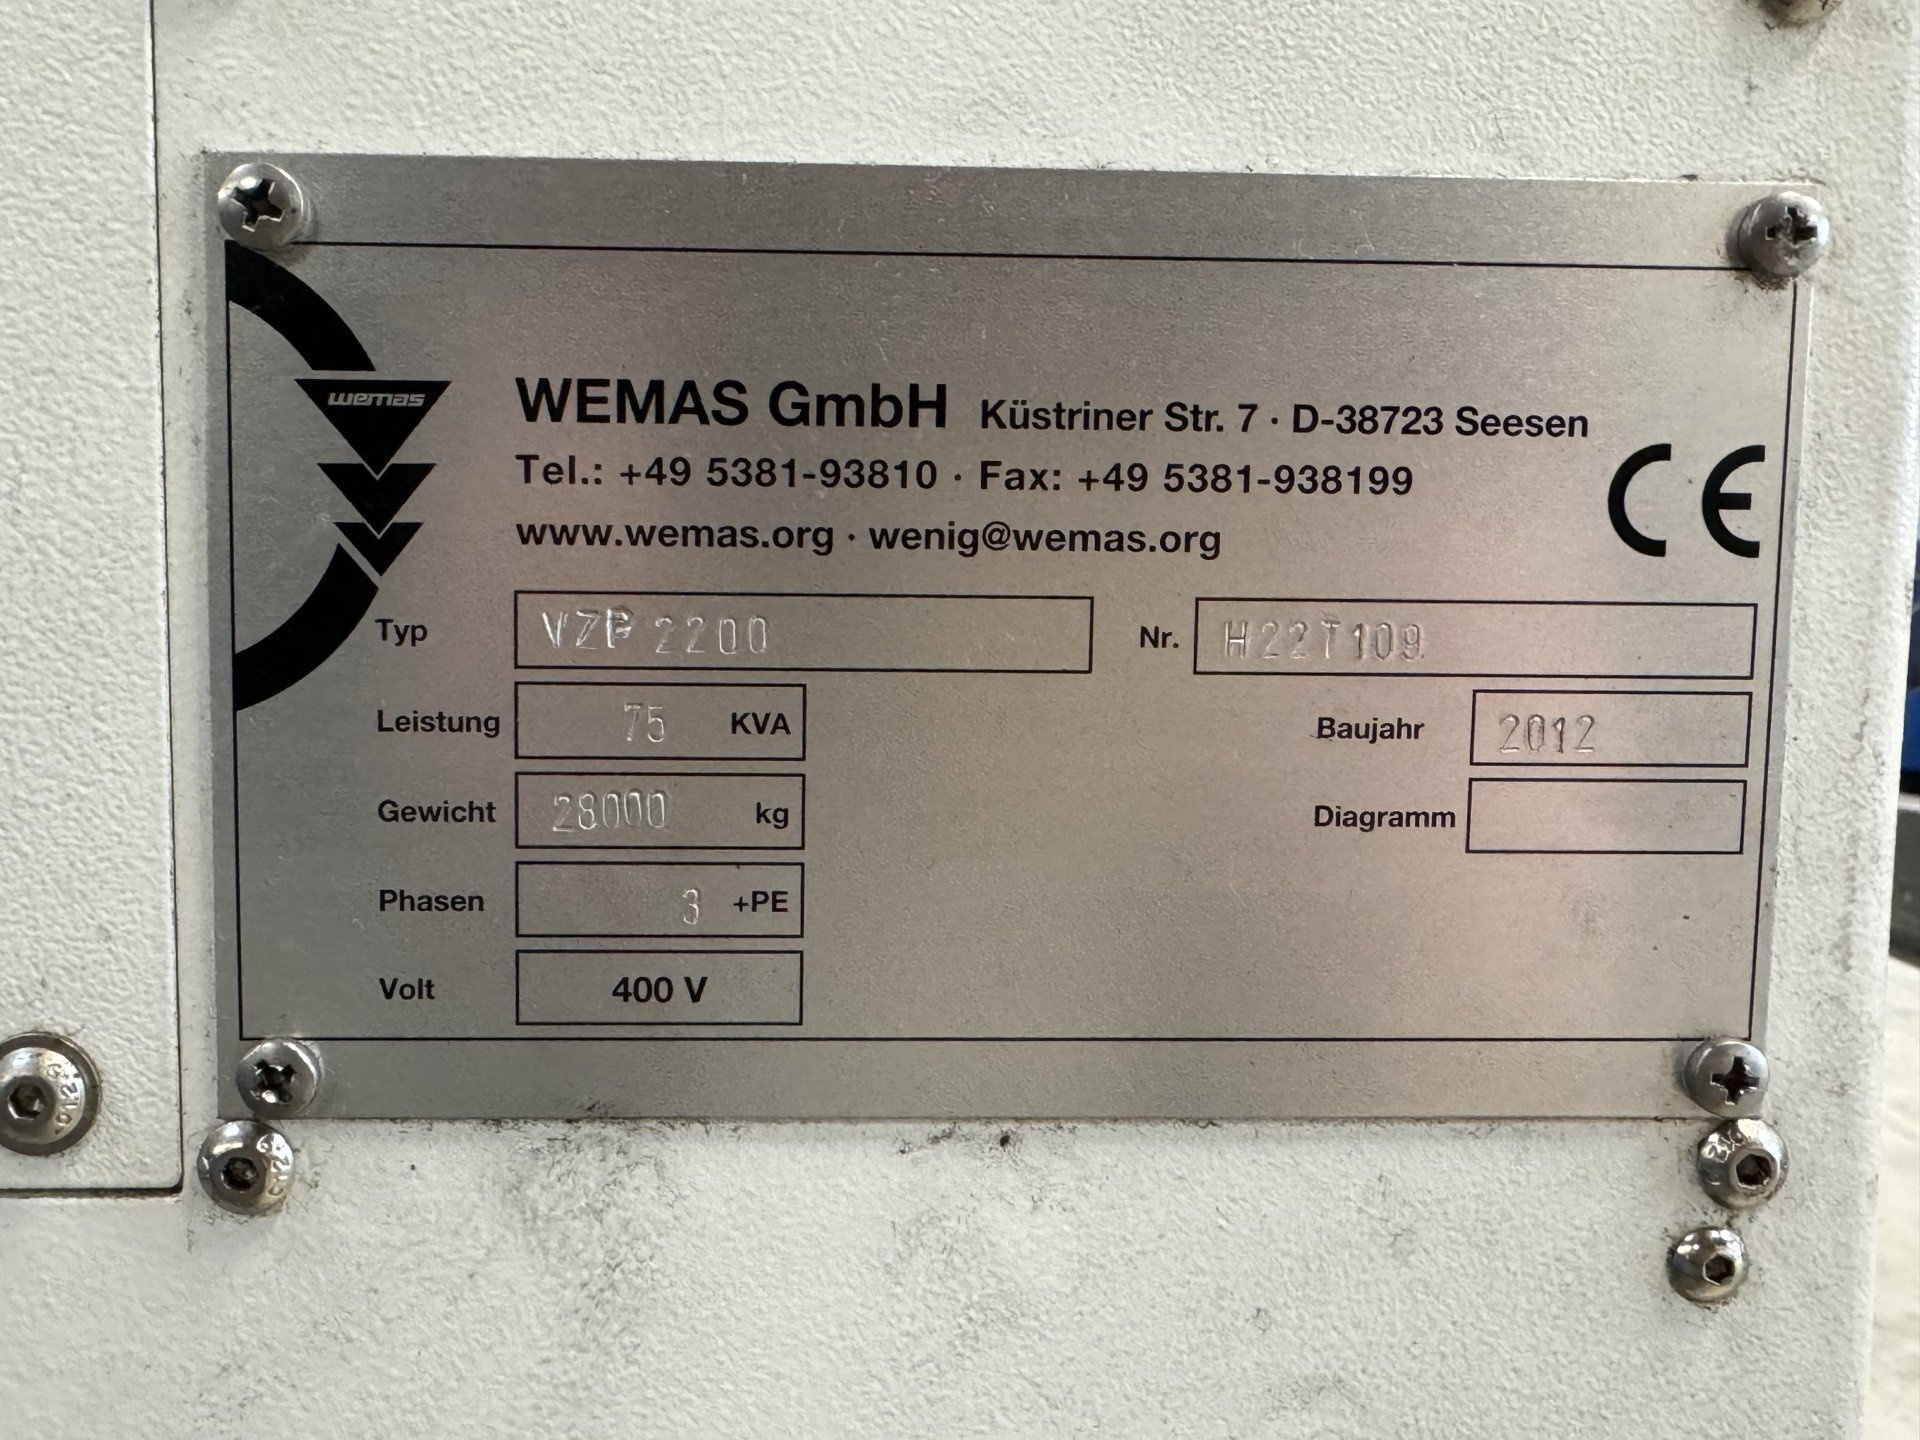 wemas
WEMAS GmbH Küstriner Str. 7 · D-38723 Seesen
Tel.: +49 5381-93810 · Fax: +49 5381-938199
www.wemas.org · wenig@wemas.org
CE
Typ VZP 2200 Nr. H22T109
Leistung 75 KVA Baujahr 2012
Gewicht 28000 kg Diagramm
Phasen 3 +PE
Volt 400 V